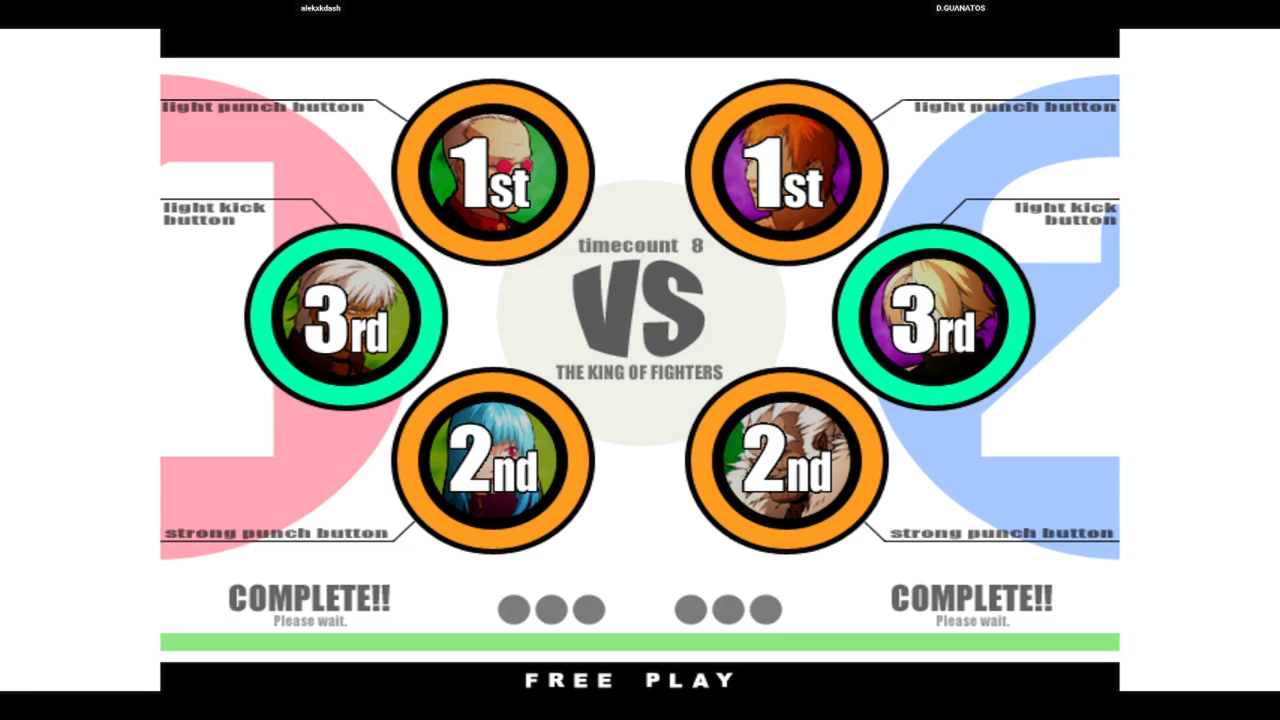 alekxkdash
D.GUANATOS
light punch button
light punch button
1st
1st
light kick
button
light kick
button
timecount 8
VS
3rd
3rd
THE KING OF FIGHTERS
2nd
2nd
strong punch button
strong punch button
COMPLETE!!
Please wait.
COMPLETE!!
Please wait.
FREE PLAY
1
2